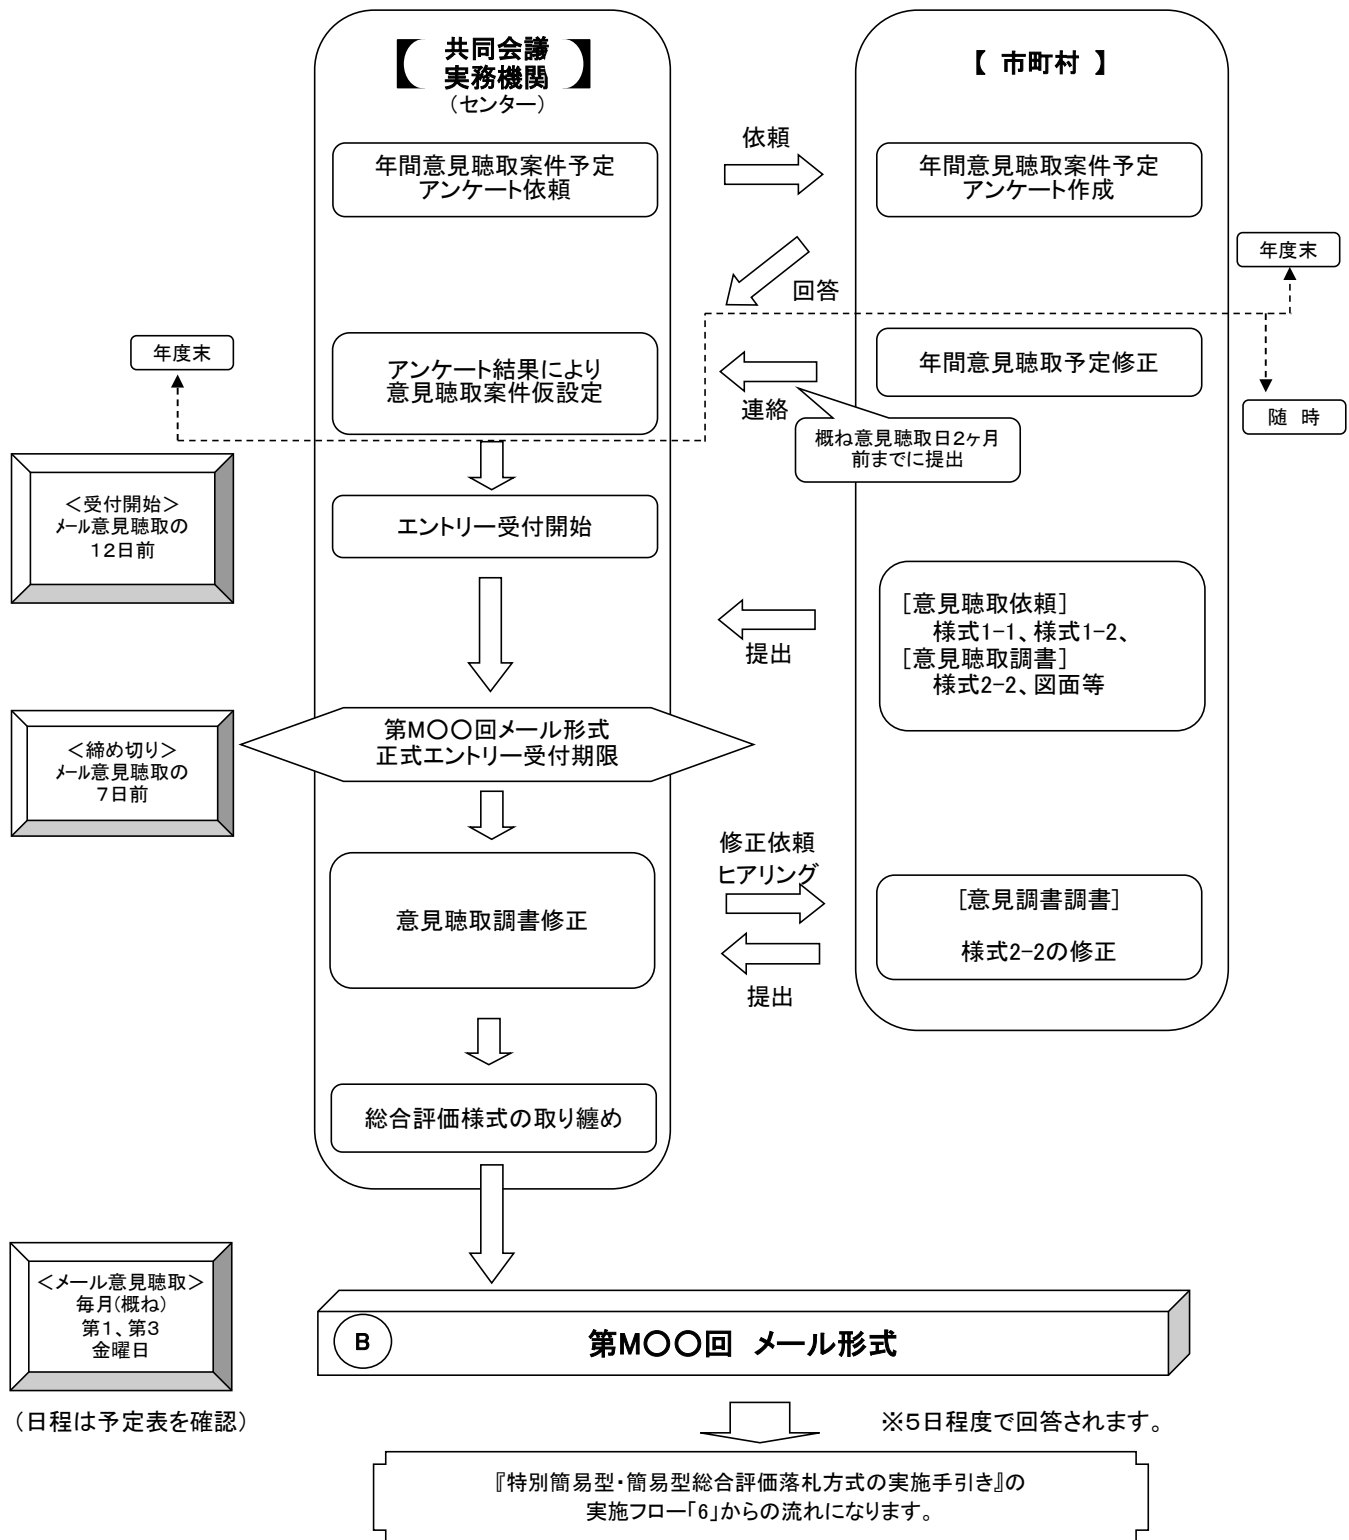 【 共同会議
実務機関 】
（センター）
【 市町村 】
年間意見聴取案件予定
アンケート依頼
依頼
年間意見聴取案件予定
アンケート作成
年度末
回答
年度末
アンケート結果により
意見聴取案件仮設定
年間意見聴取予定修正
連絡
随 時
概ね意見聴取日２ヶ月
前までに提出
＜受付開始＞
メール意見聴取の
１２日前
エントリー受付開始
［意見聴取依頼］
様式1-1、様式1-2、
［意見聴取調書］
様式2-2、図面等
提出
＜締め切り＞
メール意見聴取の
７日前
第M〇〇回メール形式
正式エントリー受付期限
修正依頼
ヒアリング
意見聴取調書修正
［意見調書調書］
様式2-2の修正
提出
総合評価様式の取り纏め
＜メール意見聴取＞
毎月(概ね)
第１、第３
金曜日
（日程は予定表を確認）
B
第M〇〇回 メール形式
※５日程度で回答されます。
『特別簡易型・簡易型総合評価落札方式の実施手引き』の
実施フロー「6」からの流れになります。